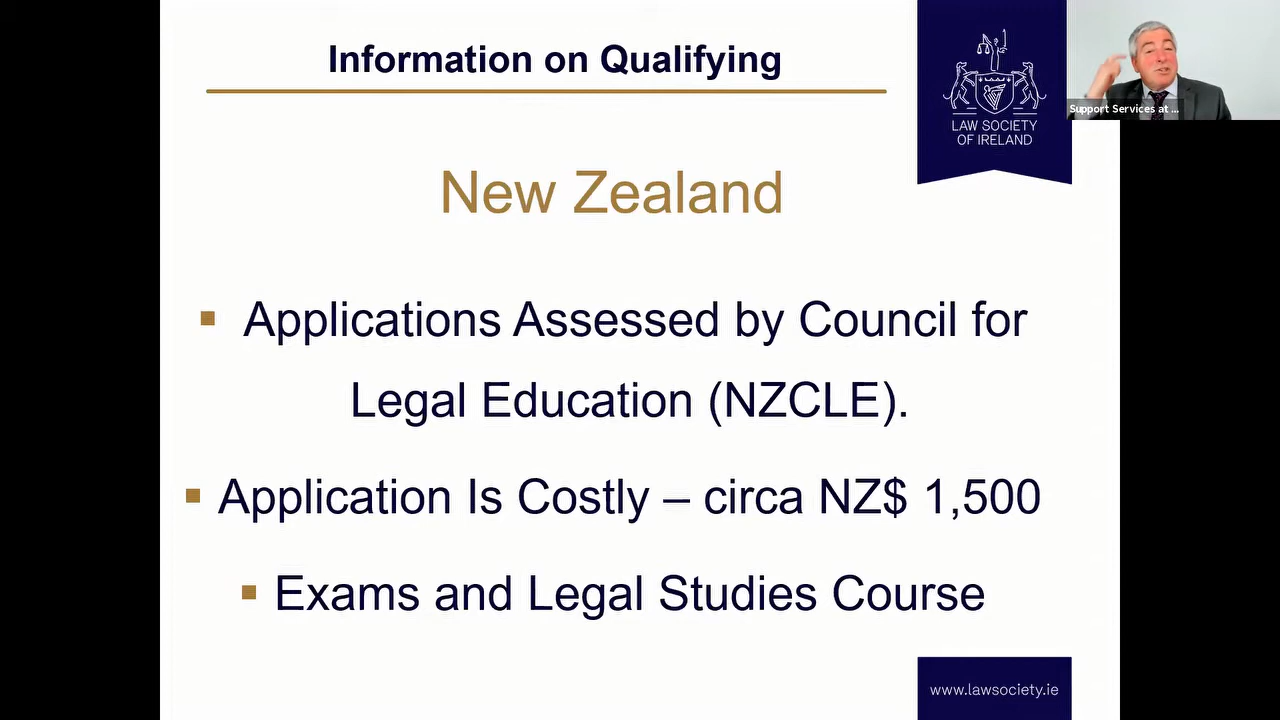 Information on Qualifying
LAW SOCIETY
OF IRELAND
Support Services at ...
New Zealand
Applications Assessed by Council for
Legal Education (NZCLE).
Application Is Costly – circa NZ$ 1,500
Exams and Legal Studies Course
www.lawsociety.ie